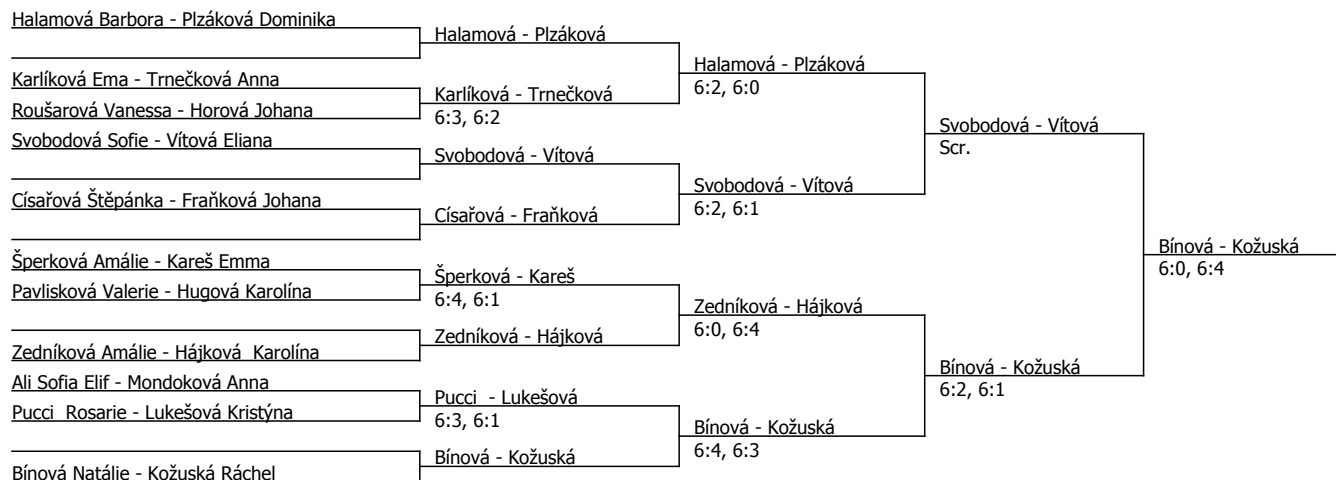 Halamová Barbora - Plzáková Dominika
Karlíková Ema - Trnečková Anna
Roušarová Vanessa - Horová Johana
Svobodová Sofie - Vítová Eliana
Císařová Štěpánka - Fraňková Johana
Šperková Amálie - Kareš Emma
Pavlisková Valerie - Hugová Karolína
Zedníková Amálie - Hájková  Karolína
Ali Sofia Elif - Mondoková Anna
Pucci  Rosarie - Lukešová Kristýna
Bínová Natálie - Kožuská Ráchel
Halamová - Plzáková
Karlíková - Trnečková
6:3, 6:2
Svobodová - Vítová
Císařová - Fraňková
Šperková - Kareš
6:4, 6:1
Zedníková - Hájková
Pucci  - Lukešová
6:3, 6:1
Bínová - Kožuská
Halamová - Plzáková
6:2, 6:0
Svobodová - Vítová
6:2, 6:1
Zedníková - Hájková
6:0, 6:4
Bínová - Kožuská
6:4, 6:3
Svobodová - Vítová
Scr.
Bínová - Kožuská
6:2, 6:1
Bínová - Kožuská
6:0, 6:4